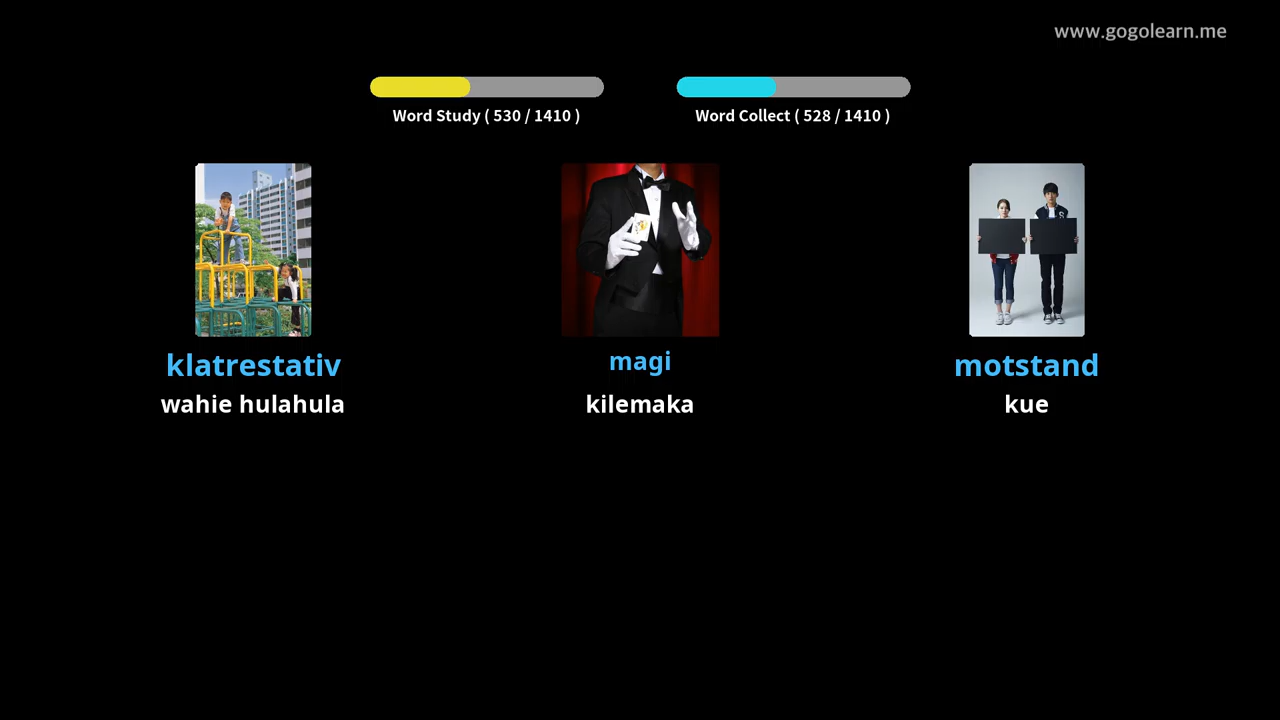 www.gogolearn.me
Word Study ( 530 / 1410 )
Word Collect ( 528 / 1410 )
klatrestativ
magi
motstand
wahie hulahula
kilemaka
kue